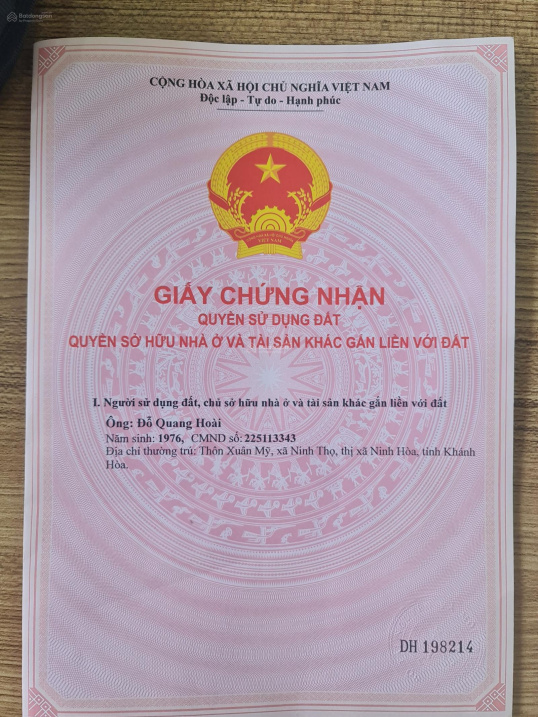 Batdongsan
CỘNG HÒA XÃ HỘI CHỦ NGHĨA VIỆT NAM
Độc lập - Tự do - Hạnh phúc
VIỆT NAM
GIẤY CHỨNG NHẬN
QUYỀN SỬ DỤNG ĐẤT
QUYỀN SỞ HỮU NHÀ Ở VÀ TÀI SẢN KHÁC GẮN LIỀN VỚI ĐẤT
I. Người sử dụng đất, chủ sở hữu nhà ở và tài sản khác gắn liền với đất
Ông: Đỗ Quang Hoài
Năm sinh: 1976, CMND số: 225113343
Địa chỉ thường trú: Thôn Xuân Mỹ, xã Ninh Thọ, thị xã Ninh Hòa, tỉnh Khánh
Hòa.
DH 198214